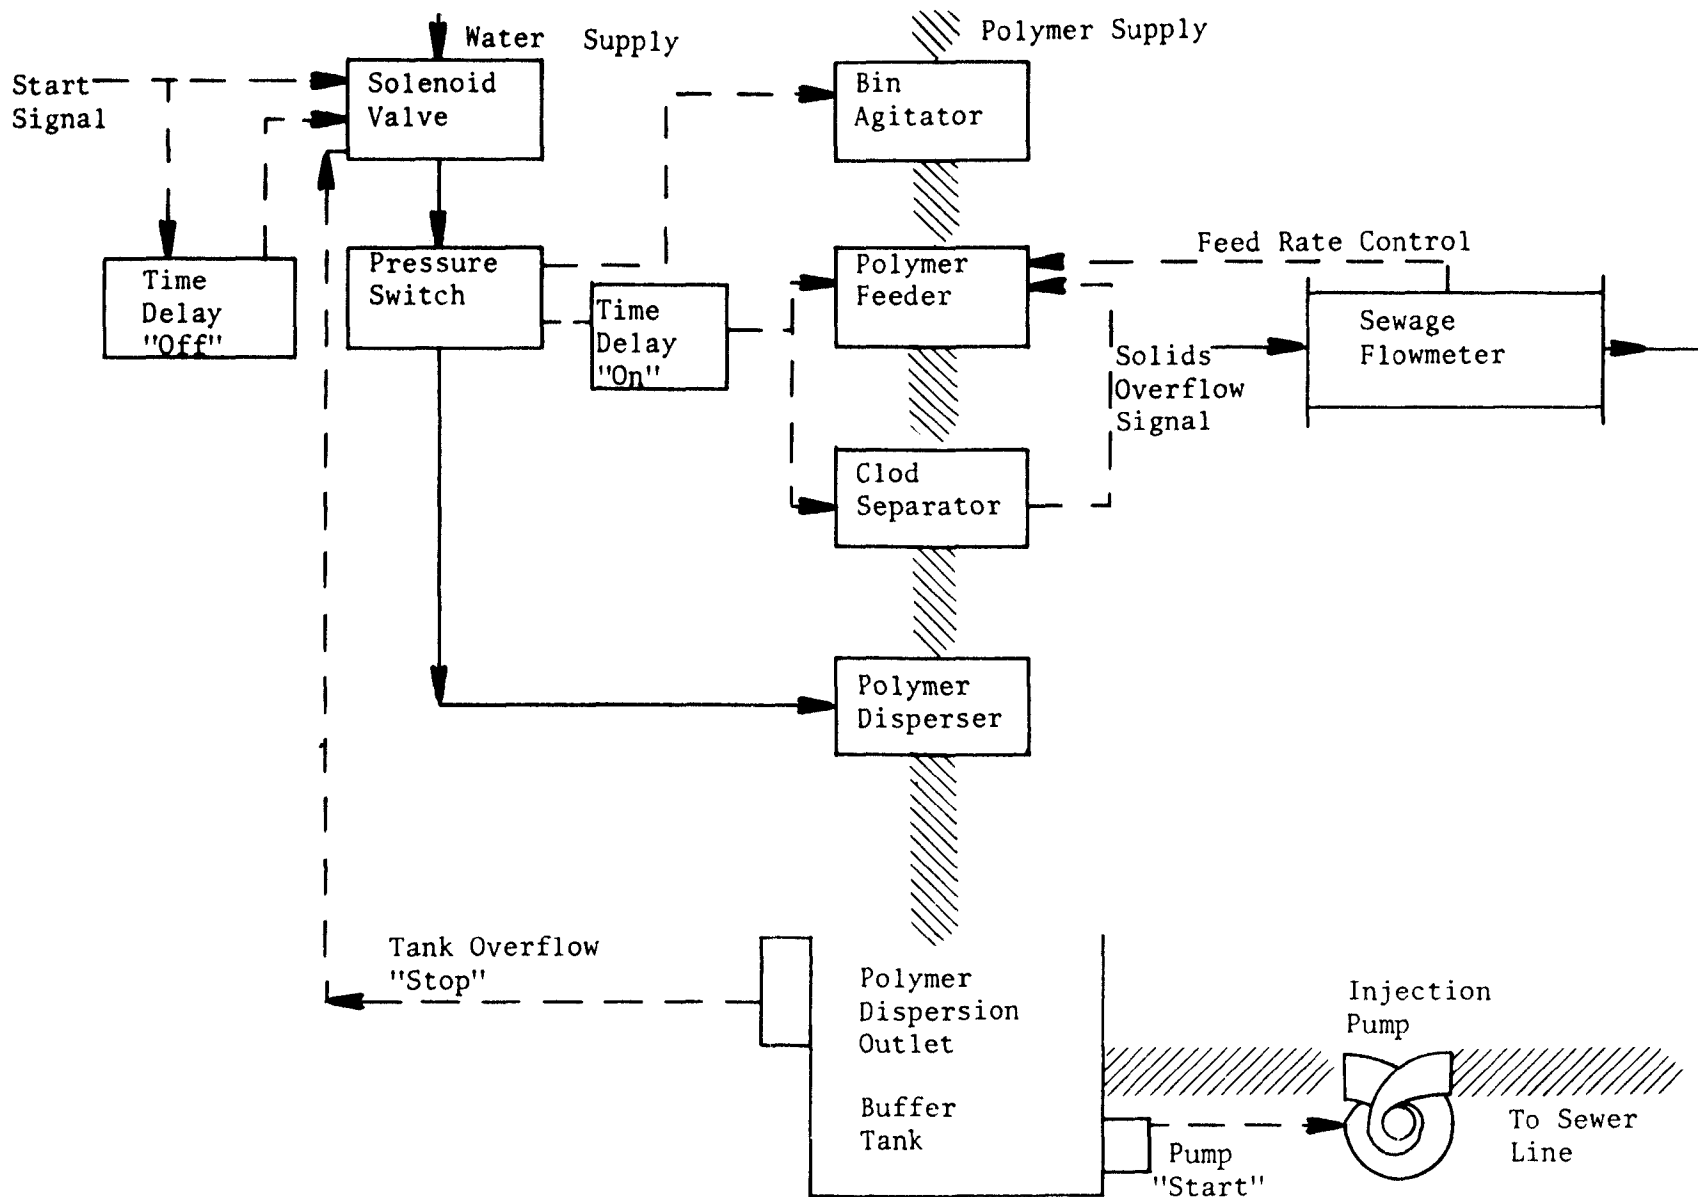 Water Supply
Polymer Supply
Start
Signal
Solenoid
Valve
Bin
Agitator
Time
Delay
"Off"
Pressure
Switch
Time
Delay
"On"
Polymer
Feeder
Feed Rate Control
Solids
Overflow
Signal
Sewage
Flowmeter
Clod
Separator
Polymer
Disperser
Tank Overflow
"Stop"
Polymer
Dispersion
Outlet
Buffer
Tank
Injection
Pump
Pump
"Start"
To Sewer
Line